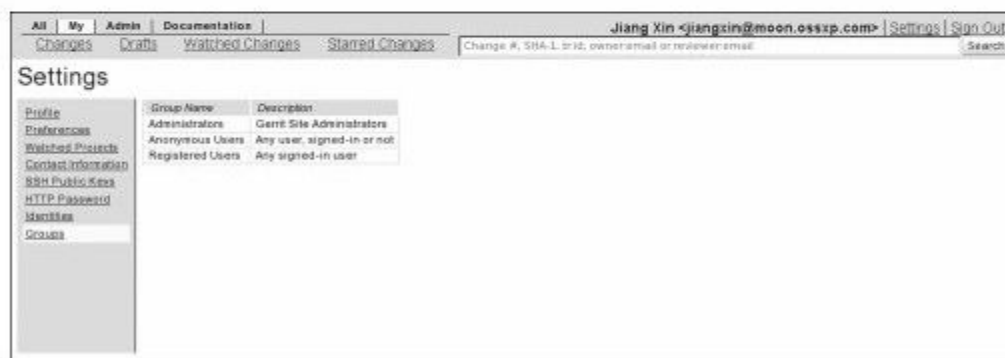 All | My | Admin | Documentation |
Jiang Xin <jiangxin@moon.ossxp.com> | Settings | Sign Out
Changes Drafts Watched Changes Starred Changes
Change #, SHA-1, tr:id, owner:email or reviewer:email
Search
Settings
Profile
Preferences
Watched Projects
Contact Information
SSH Public Keys
HTTP Password
Identities
Groups
Group Name Description
Administrators Gerrit Site Administrators
Anonymous Users Any user, signed-in or not
Registered Users Any signed-in user